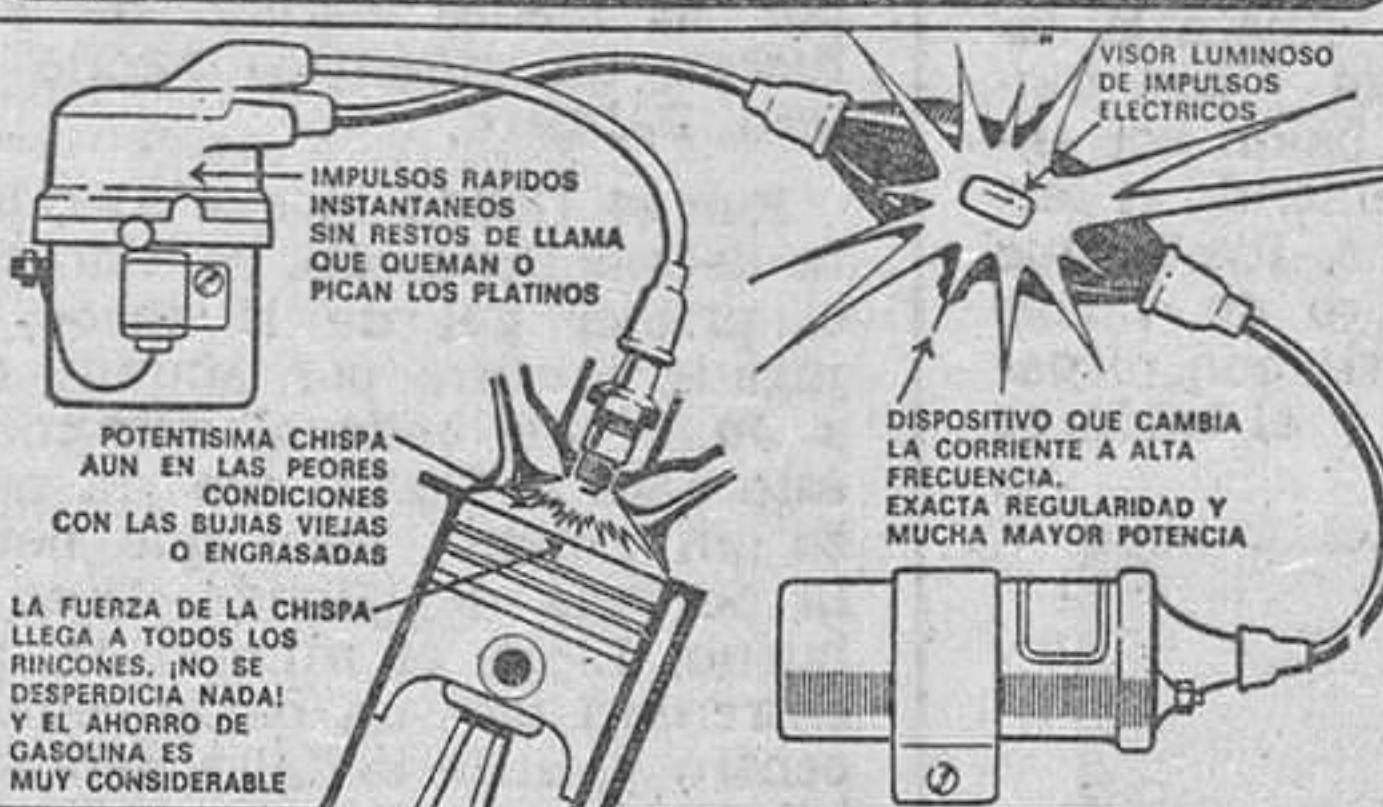 VISOR LUMINOSO
DE IMPULSOS
ELECTRICOS
IMPULSOS RAPIDOS
INSTANTANEOS
SIN RESTOS DE LLAMA
QUE QUEMAN O
PICAN LOS PLATINOS
POTENTISIMA CHISPA
AUN EN LAS PEORES
CONDICIONES
CON LAS BUJIAS VIEJAS
O ENGRASADAS
DISPOSITIVO QUE CAMBIA
LA CORRIENTE A ALTA
FRECUENCIA.
EXACTA REGULARIDAD Y
MUCHA MAYOR POTENCIA
LA FUERZA DE LA CHISPA
LLEGA A TODOS LOS
RINCONES. ¡NO SE
DESPERDICIA NADA!
Y EL AHORRO DE
GASOLINA ES
MUY CONSIDERABLE